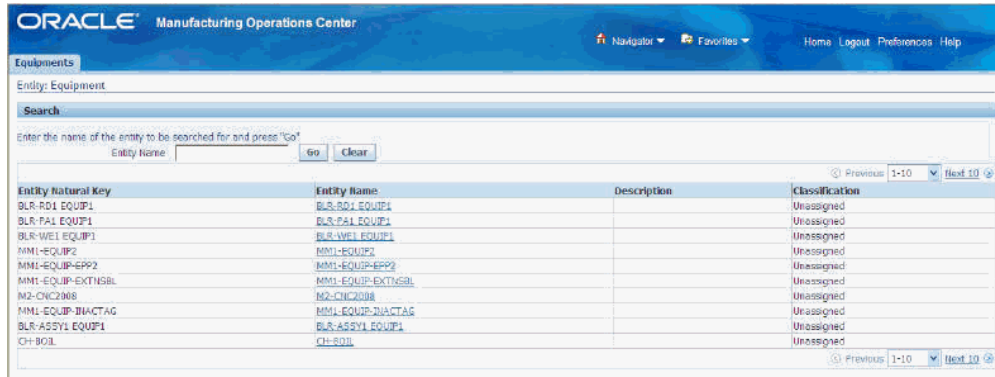 ORACLE Manufacturing Operations Center
Navigator Favorites Home Logout Preferences Help
Equipments
Entity: Equipment
Search
Enter the name of the entity to be searched for and press "Go"
Entity Name Go Clear
Previous 1-10 Next 10
Entity Natural Key Entity Name Description Classification
BLR-RD1 EQUIP1 BLR-RD1 EQUIP1 Unassigned
BLR-PA1 EQUIP1 BLR-PA1 EQUIP1 Unassigned
BLR-WE1 EQUIP1 BLR-WE1 EQUIP1 Unassigned
MM1-EQUIP2 MM1-EQUIP2 Unassigned
MM1-EQUIP-EPP2 MM1-EQUIP-EPP2 Unassigned
MM1-EQUIP-EXTNSBL MM1-EQUIP-EXTNSBL Unassigned
M2-CNC2008 M2-CNC2008 Unassigned
MM1-EQUIP-INACTAG MM1-EQUIP-INACTAG Unassigned
BLR-ASSY1 EQUIP1 BLR-ASSY1 EQUIP1 Unassigned
CH-BOIL CH-BOIL Unassigned
Previous 1-10 Next 10